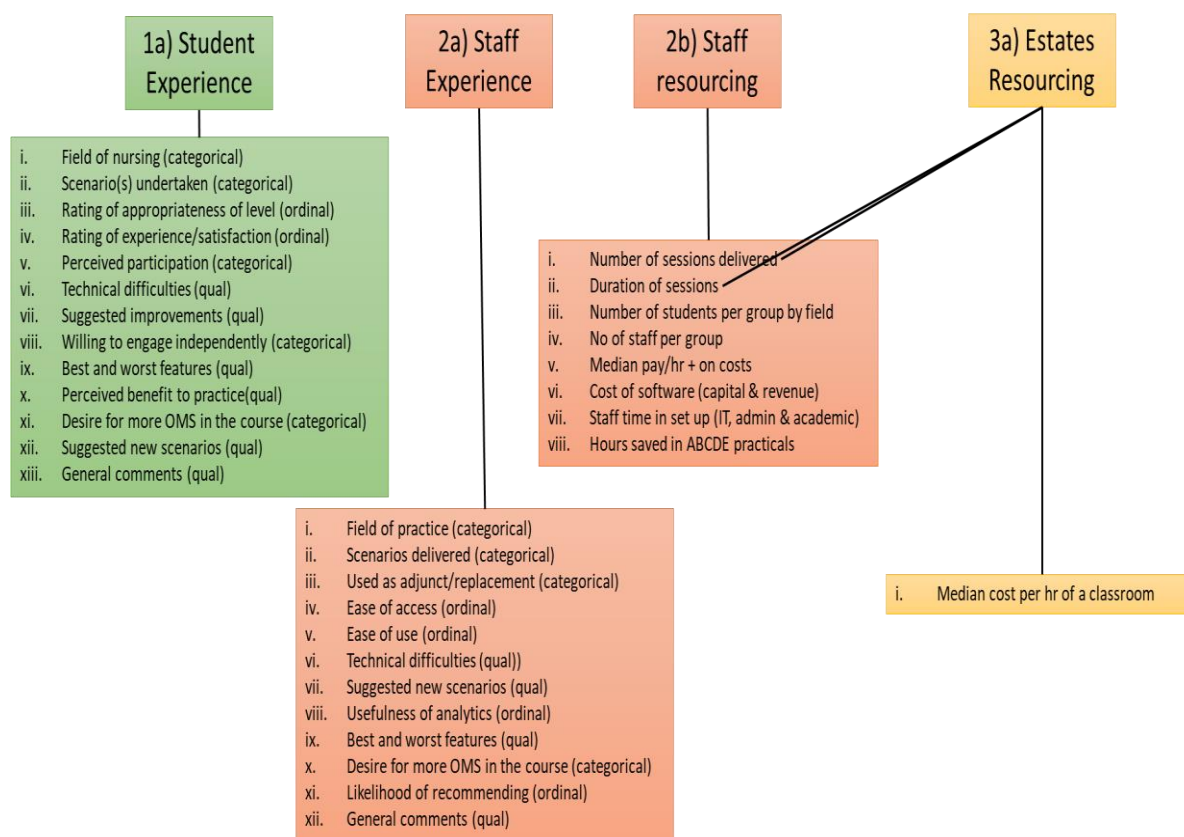 1a) Student
Experience
2a) Staff
Experience
2b) Staff
resourcing
3a) Estates
Resourcing
i. Field of nursing (categorical)
ii. Scenario(s) undertaken (categorical)
iii. Rating of appropriateness of level (ordinal)
iv. Rating of experience/satisfaction (ordinal)
v. Perceived participation (categorical)
vi. Technical difficulties (qual)
vii. Suggested improvements (qual)
viii. Willing to engage independently (categorical)
ix. Best and worst features (qual)
x. Perceived benefit to practice(qual)
xi. Desire for more OMS in the course (categorical)
xii. Suggested new scenarios (qual)
xiii. General comments (qual)
i. Number of sessions delivered
ii. Duration of sessions
iii. Number of students per group by field
iv. No of staff per group
v. Median pay/hr + on costs
vi. Cost of software (capital & revenue)
vii. Staff time in set up (IT, admin & academic)
viii. Hours saved in ABCDE practicals
i. Field of practice (categorical)
ii. Scenarios delivered (categorical)
iii. Used as adjunct/replacement (categorical)
iv. Ease of access (ordinal)
v. Ease of use (ordinal)
vi. Technical difficulties (qual))
vii. Suggested new scenarios (qual)
viii. Usefulness of analytics (ordinal)
ix. Best and worst features (qual)
x. Desire for more OMS in the course (categorical)
xi. Likelihood of recommending (ordinal)
xii. General comments (qual)
i. Median cost per hr of a classroom